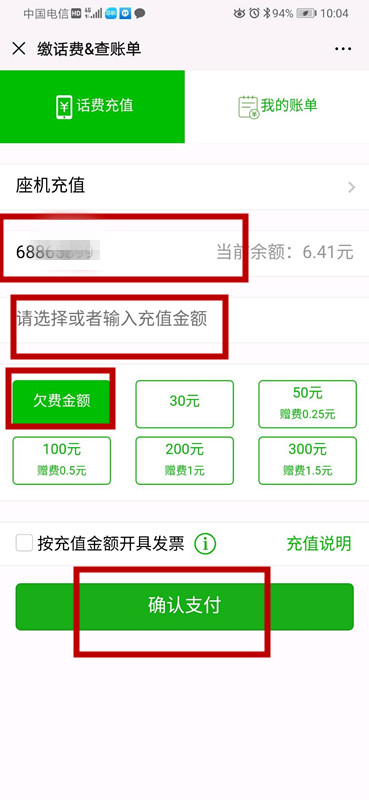 中国电信 HD 94% 10:04
缴话费&查账单
话费充值 我的账单
座机充值
当前余额：6.41元
请选择或者输入充值金额
欠费金额 30元 50元
赠费0.25元
100元 200元 300元
赠费0.5元 赠费1元 赠费1.5元
按充值金额开具发票 充值说明
确认支付